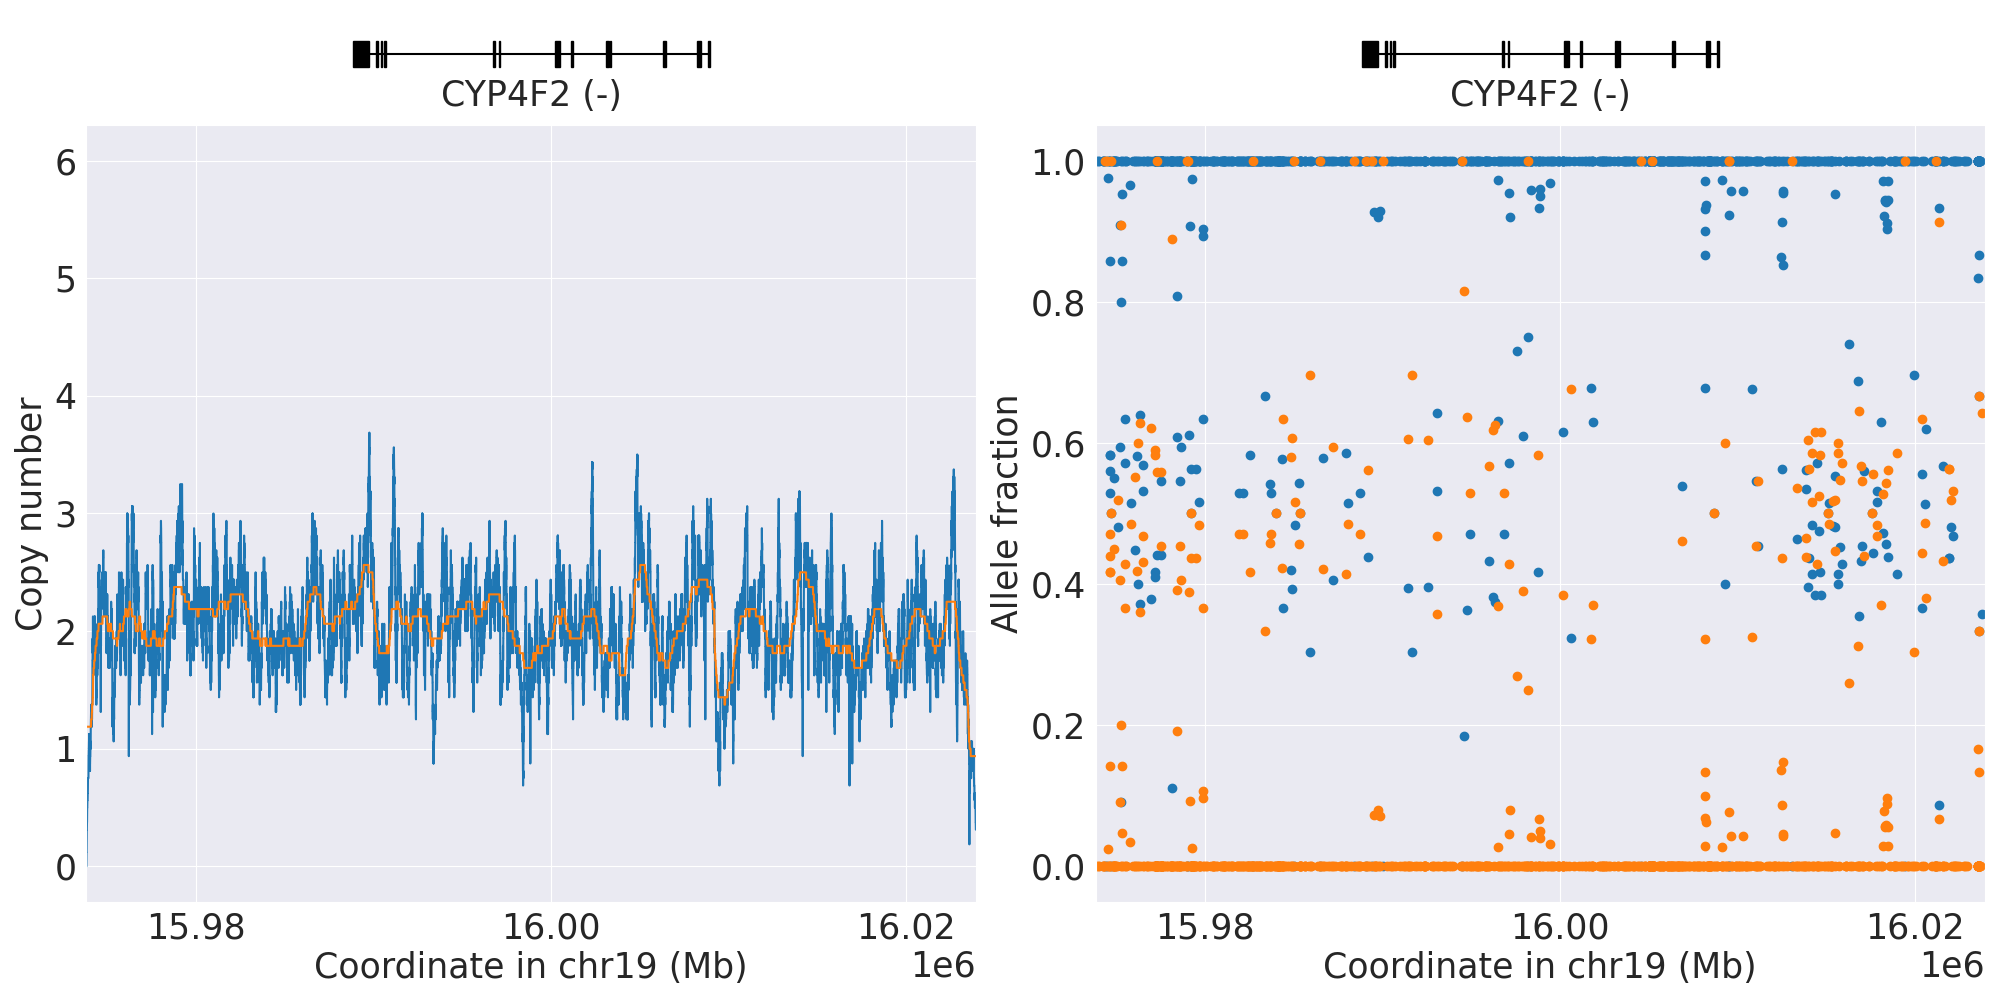 CYP4F2 (-)
6
5
4
3
2
1
0
Copy number
15.98 16.00 16.02
Coordinate in chr19 (Mb)
1e6
CYP4F2 (-)
1.0
0.8
0.6
0.4
0.2
0.0
Allele fraction
15.98 16.00 16.02
Coordinate in chr19 (Mb)
1e6